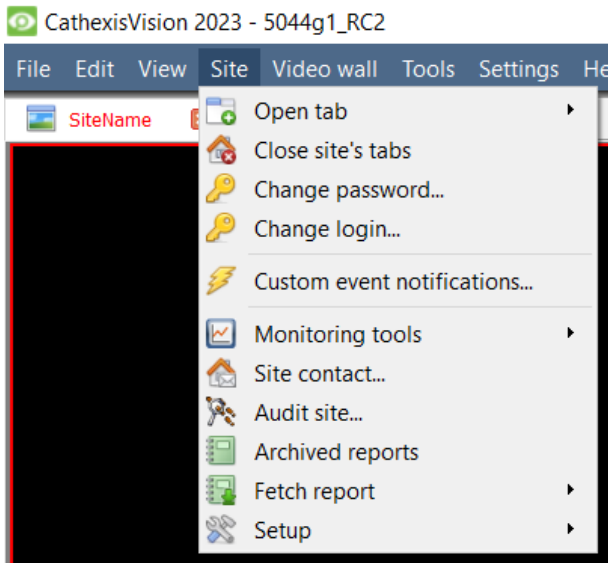 CathexisVision 2023 - 5044g1_RC2
File Edit View Site Video wall Tools Settings
SiteName
Open tab
Close site's tabs
Change password...
Change login...
Custom event notifications...
Monitoring tools
Site contact...
Audit site...
Archived reports
Fetch report
Setup